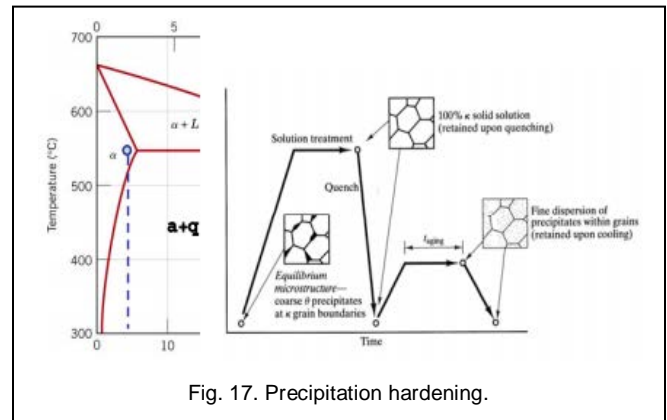 0 5
700
600
500
400
300
Temperature (°C)
α + L
α
a+q
0 10
Solution treatment
Quench
100% κ solid solution
(retained upon quenching)
Equilibrium
microstructure—
coarse θ precipitates
at κ grain boundaries
t aging
Fine dispersion of
precipitates within grains
(retained upon cooling)
Time
Fig. 17. Precipitation hardening.